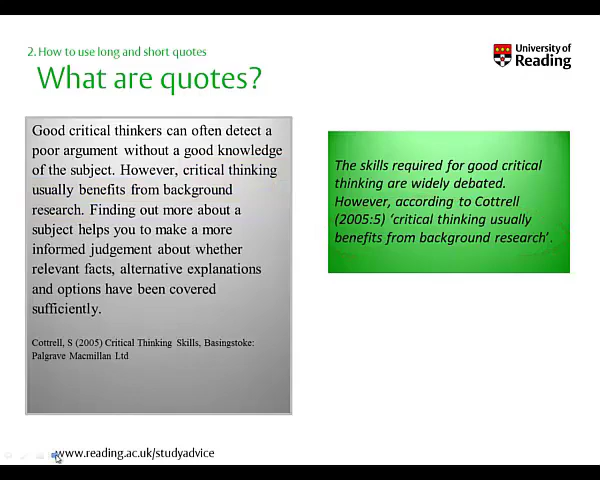 2. How to use long and short quotes
What are quotes?
University of
Reading
Good critical thinkers can often detect a
poor argument without a good knowledge
of the subject. However, critical thinking
usually benefits from background
research. Finding out more about a
subject helps you to make a more
informed judgement about whether
relevant facts, alternative explanations
and options have been covered
sufficiently.
Cottrell, S (2005) Critical Thinking Skills, Basingstoke:
Palgrave Macmillan Ltd
The skills required for good critical
thinking are widely debated.
However, according to Cottrell
(2005:5) ‘critical thinking usually
benefits from background research’.
www.reading.ac.uk/studyadvice